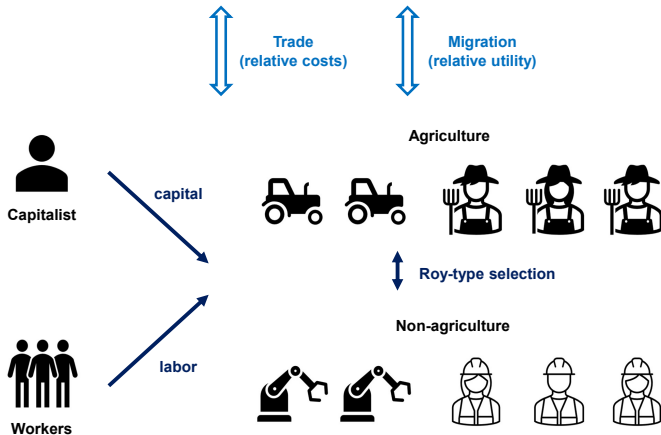 Trade
(relative costs)
Migration
(relative utility)
Agriculture
capital
Capitalist
Roy-type selection
Non-agriculture
labor
Workers